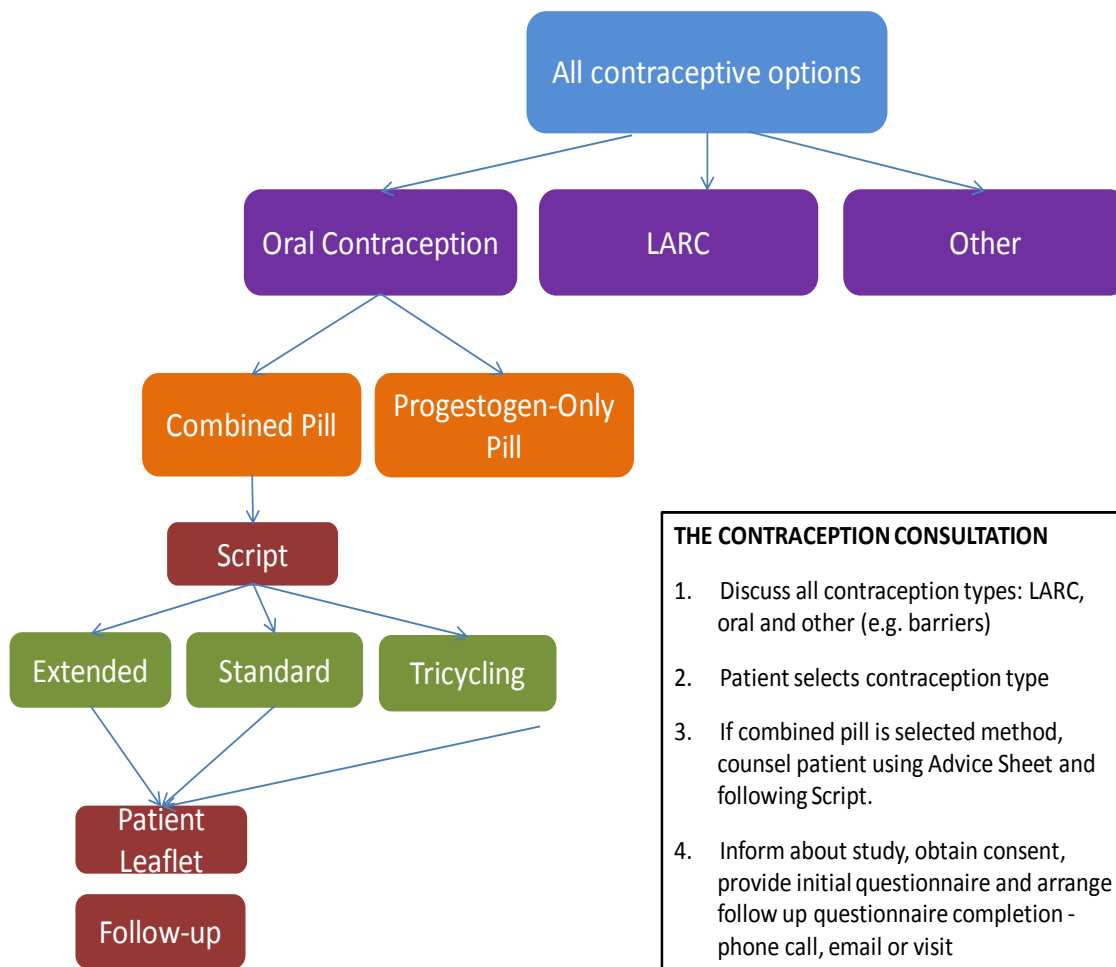 All contraceptive options
Oral Contraception
LARC
Other
Combined Pill
Progestogen-Only
Pill
Script
Extended
Standard
Tricycling
Patient
Leaflet
Follow-up
THE CONTRACEPTION CONSULTATION
1. Discuss all contraception types: LARC,
oral and other (e.g. barriers)
2. Patient selects contraception type
3. If combined pill is selected method,
counsel patient using Advice Sheet and
following Script.
4. Inform about study, obtain consent,
provide initial questionnaire and arrange
follow up questionnaire completion -
phone call, email or visit